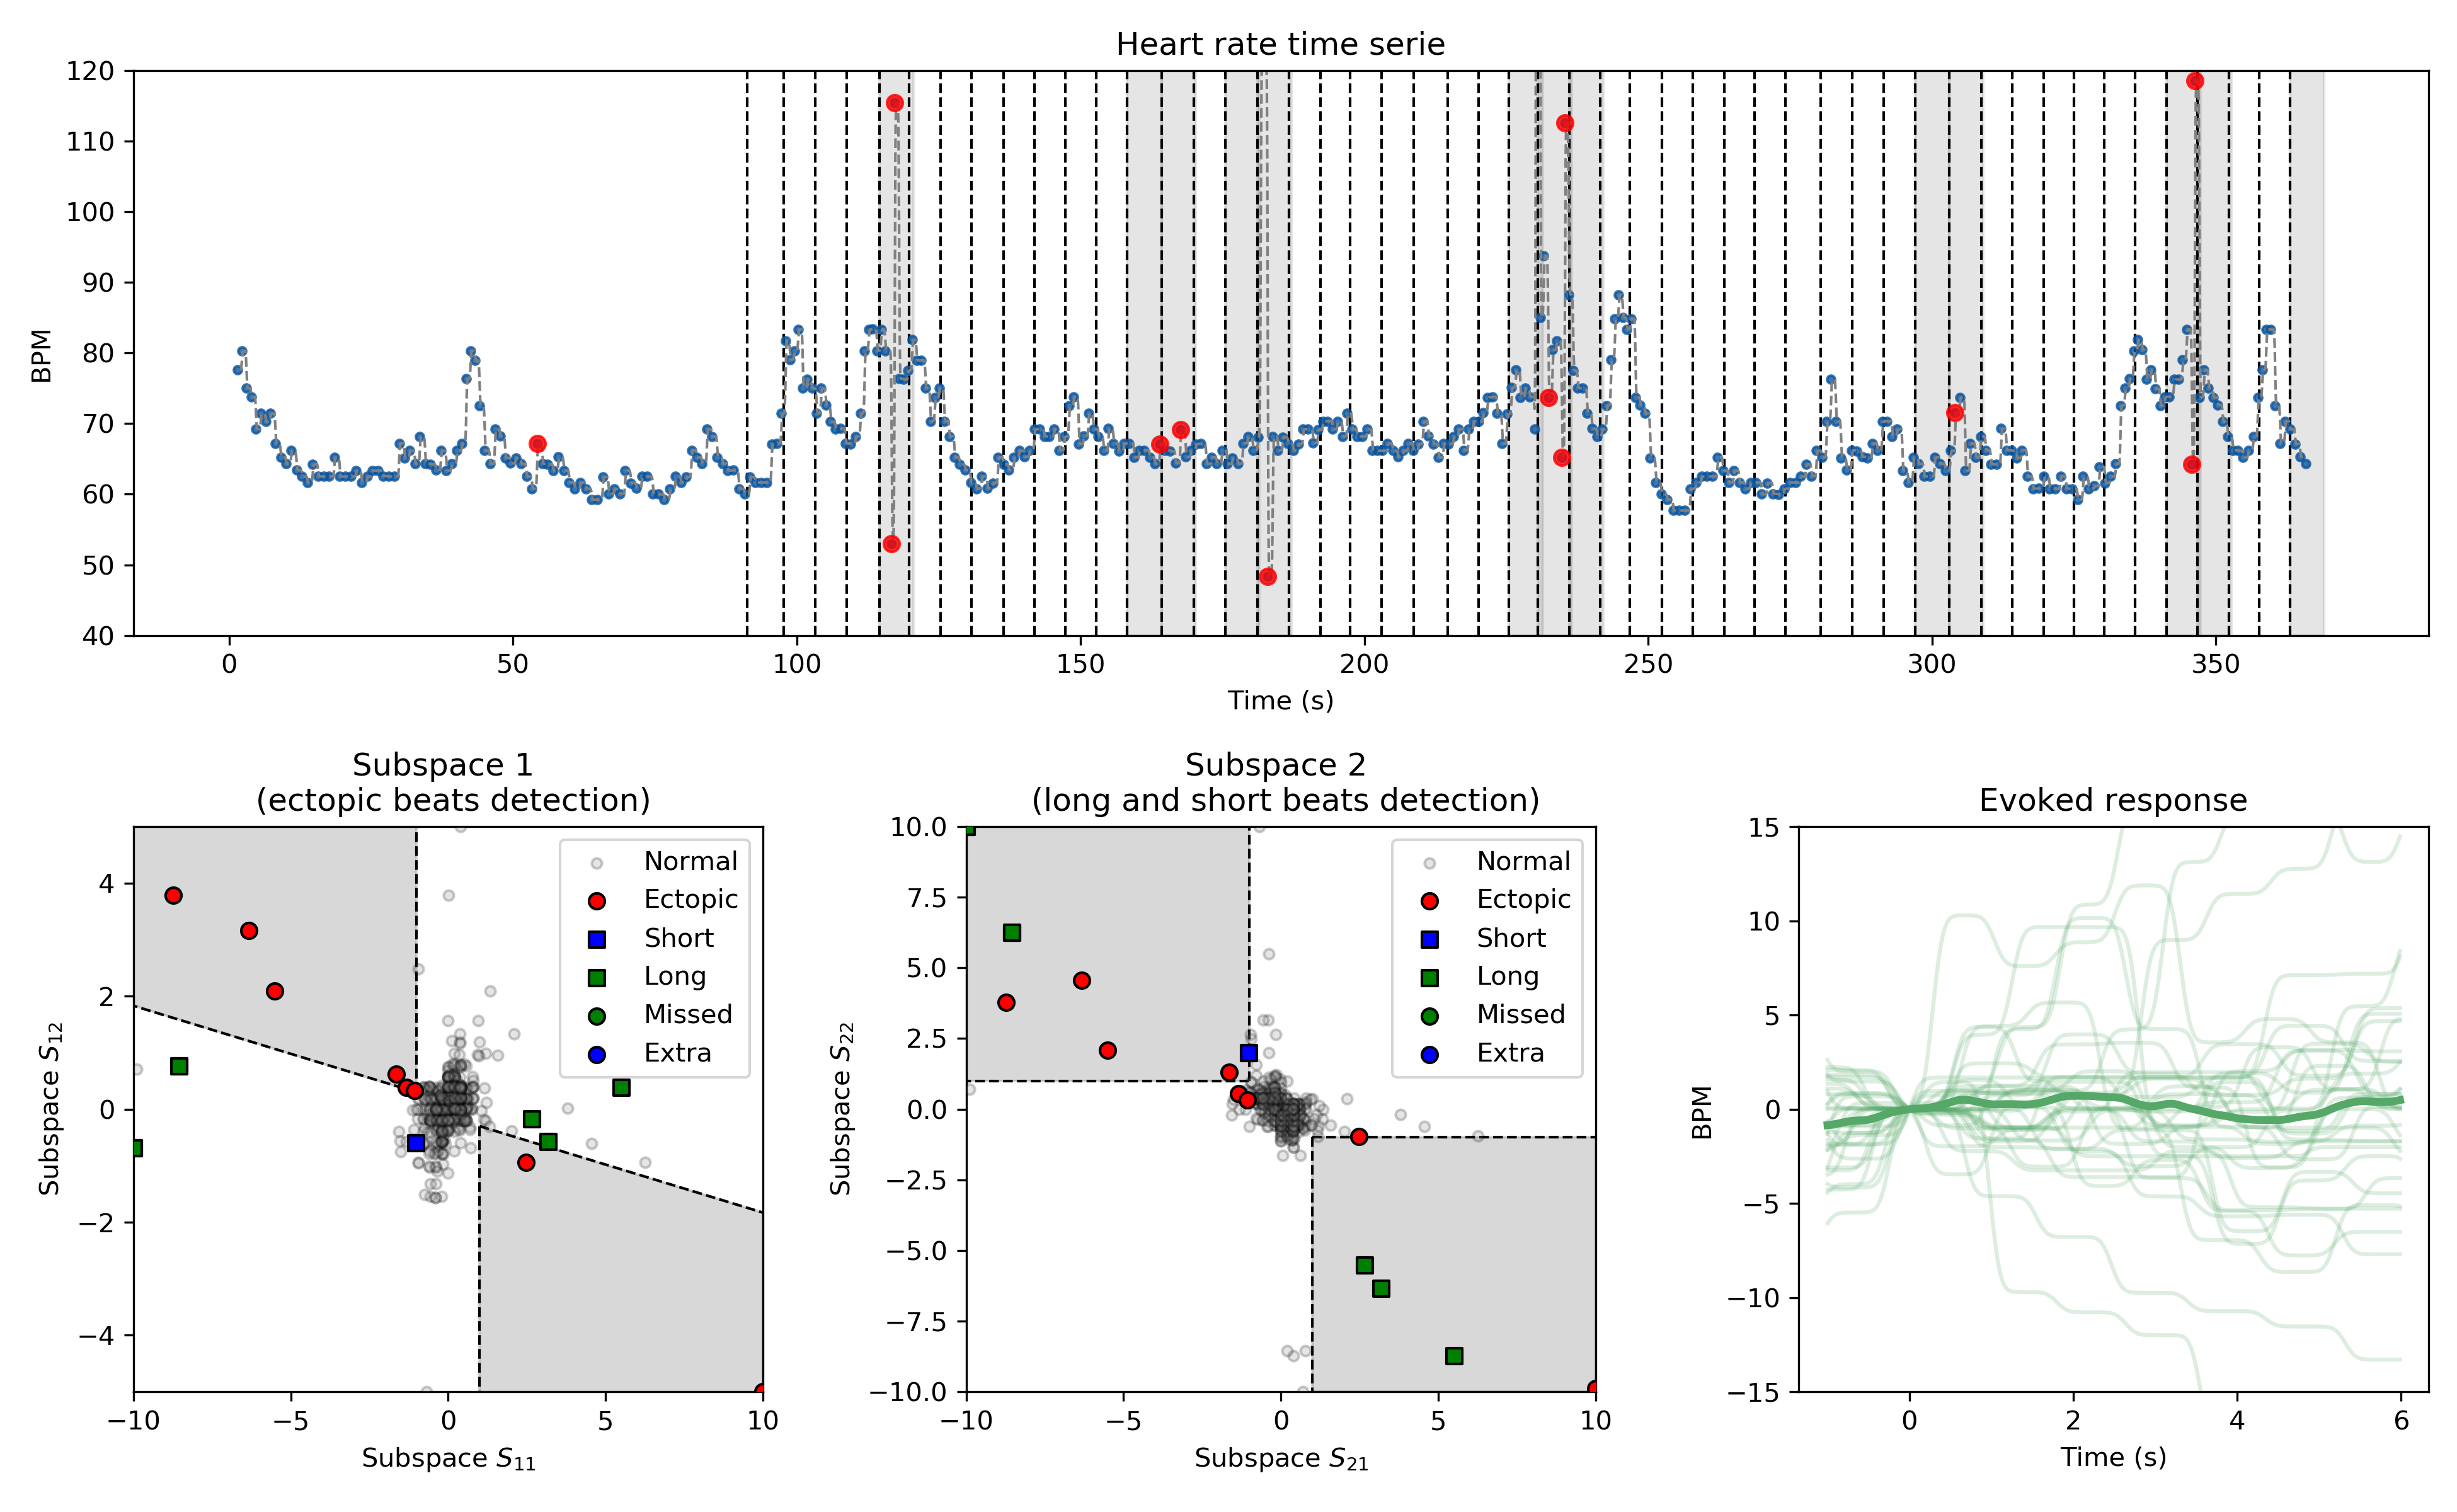 Heart rate time serie
120
110
100
90
80
70
60
50
40
BPM
0
50
100
150
200
250
300
350
Time (s)
Subspace 1
(ectopic beats detection)
4
2
0
−2
−4
Subspace S12
Normal
Ectopic
Short
Long
Missed
Extra
−10
−5
0
5
10
Subspace S11
Subspace 2
(long and short beats detection)
10.0
7.5
5.0
2.5
0.0
−2.5
−5.0
−7.5
−10.0
Subspace S22
Normal
Ectopic
Short
Long
Missed
Extra
−10
−5
0
5
10
Subspace S21
Evoked response
15
10
5
0
−5
−10
−15
BPM
0
2
4
6
Time (s)